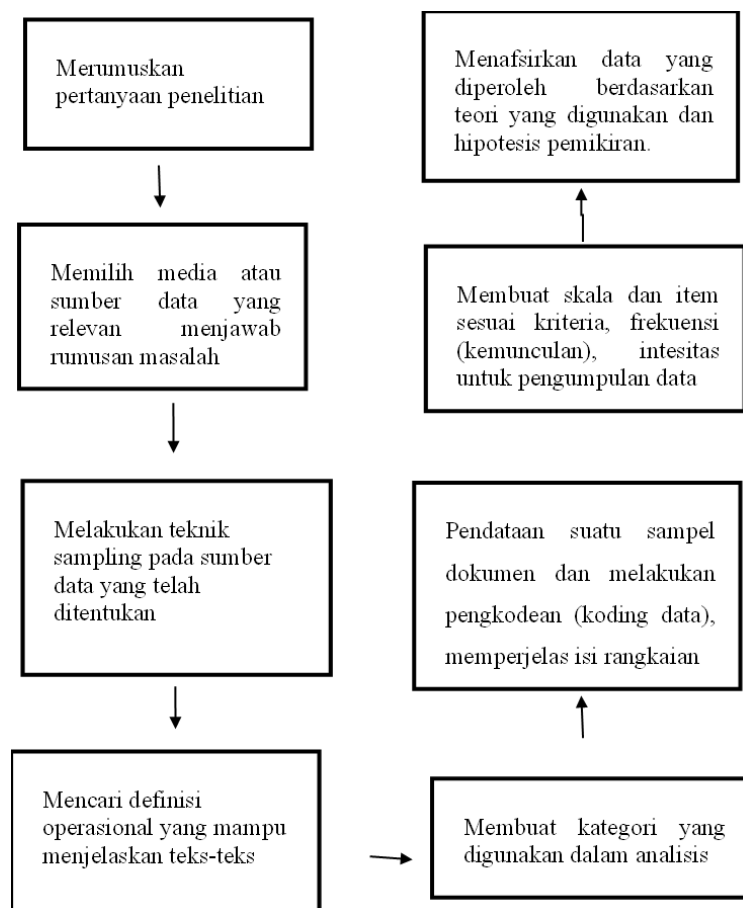 Merumuskan
pertanyaan penelitian
Memilih media atau
sumber data yang
relevan menjawab
rumusan masalah
Melakukan teknik
sampling pada sumber
data yang telah
ditentukan
Mencari definisi
operasional yang mampu
menjelaskan teks-teks
Membuat kategori yang
digunakan dalam analisis
Pendataan suatu sampel
dokumen dan melakukan
pengkodean (koding data),
memperjelas isi rangkaian
Membuat skala dan item
sesuai kriteria, frekuensi
(kemunculan), intesitas
untuk pengumpulan data
Menafsirkan data yang
diperoleh berdasarkan
teori yang digunakan dan
hipotesis pemikiran.